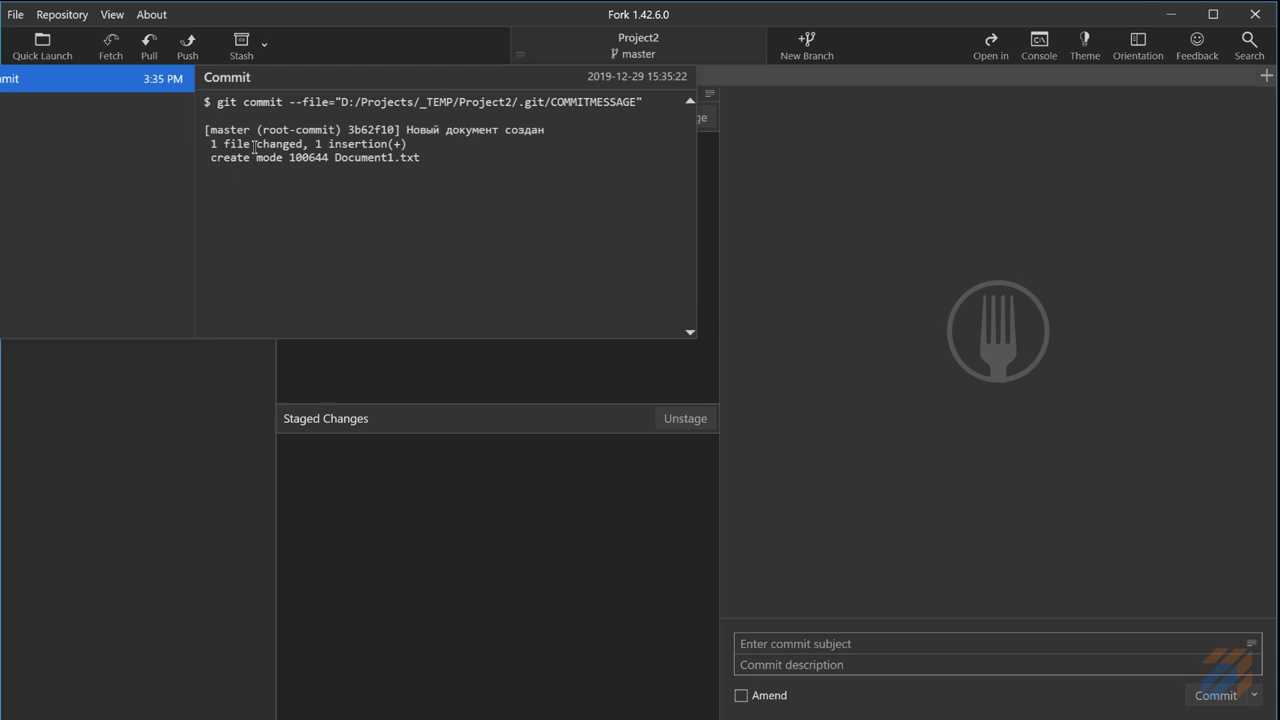 File Repository View About
Fork 1.42.6.0
Quick Launch Fetch Pull Push Stash
Project2
master
New Branch
Open in Console Theme Orientation Feedback Search
mit 3:35 PM
Commit 2019-12-29 15:35:22
$ git commit --file="D:/Projects/_TEMP/Project2/.git/COMMITMESSAGE"
[master (root-commit) 3b62f10] Новый документ создан
1 file changed, 1 insertion(+)
create mode 100644 Document1.txt
ge
Staged Changes Unstage
Enter commit subject
Commit description
Amend Commit